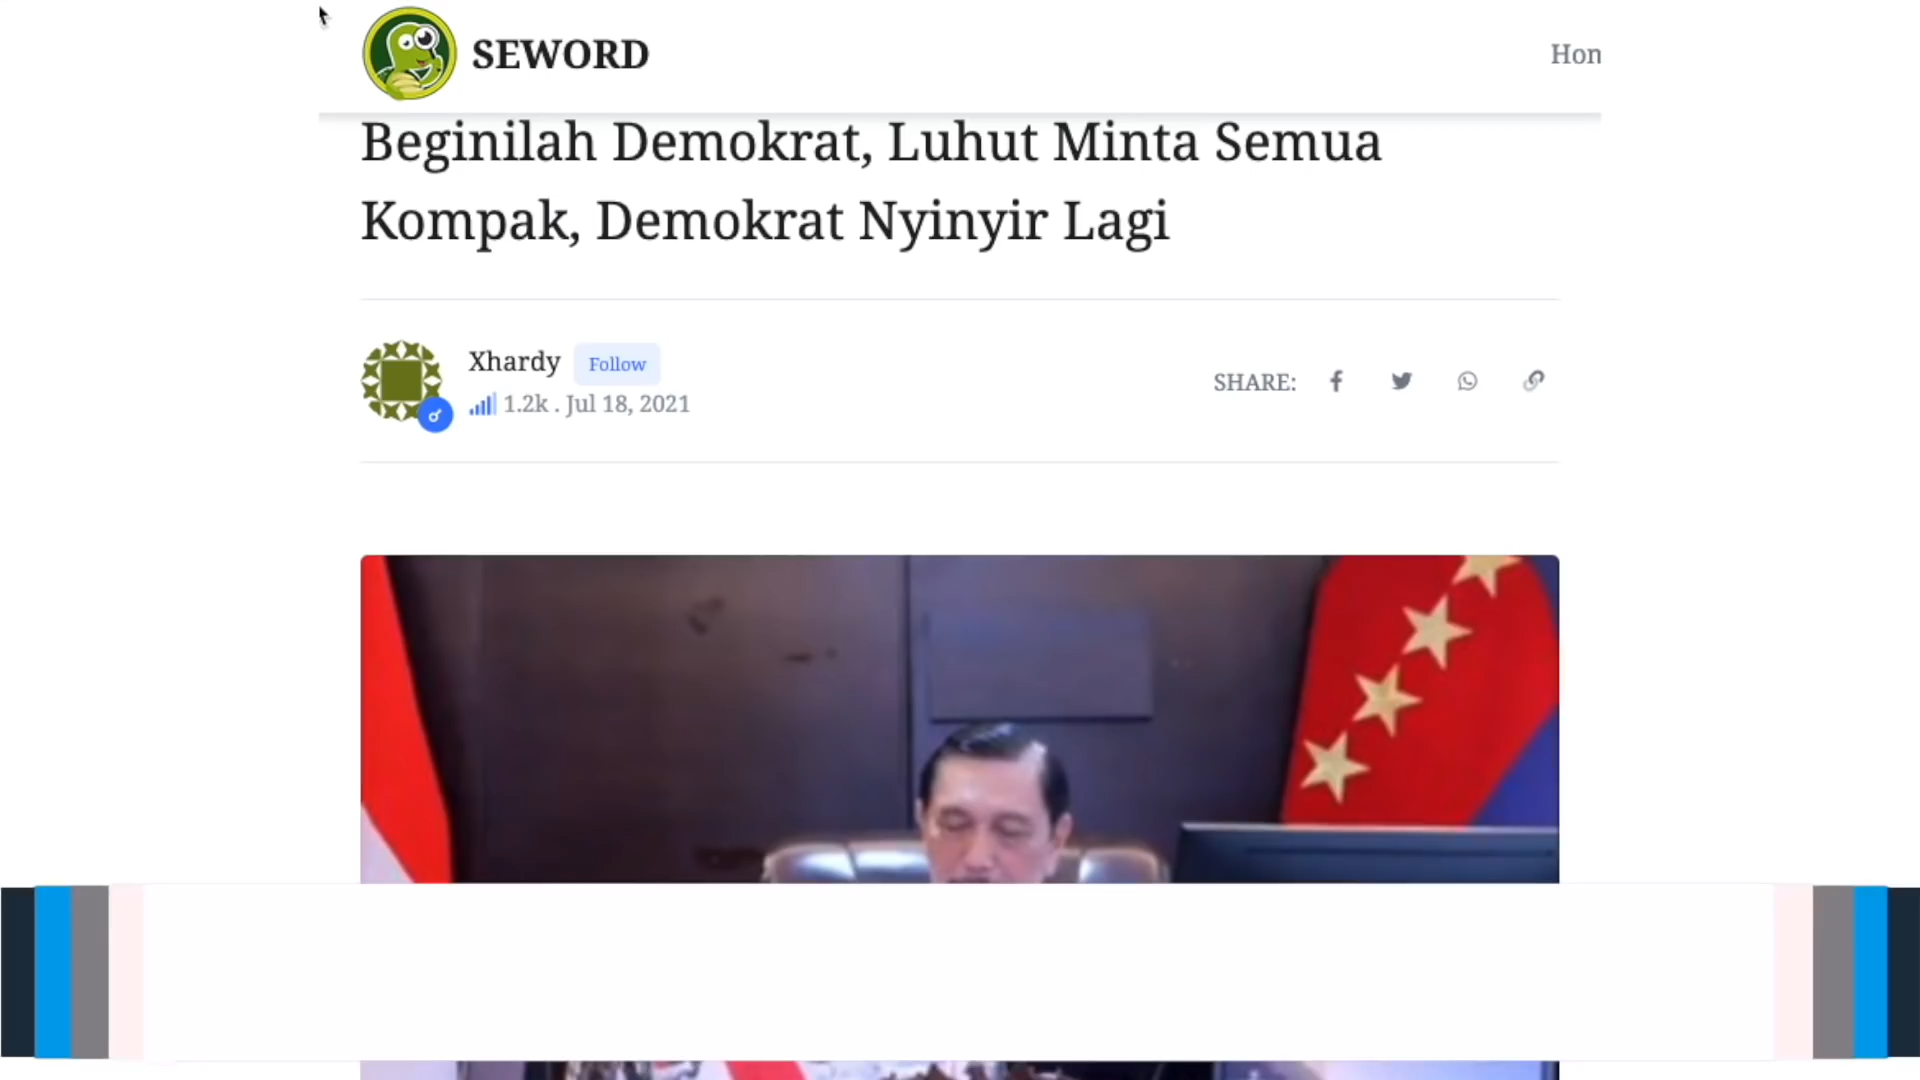 SEWORD
Hon
Beginilah Demokrat, Luhut Minta Semua
Kompak, Demokrat Nyinyir Lagi
Xhardy
Follow
1.2k . Jul 18, 2021
SHARE: